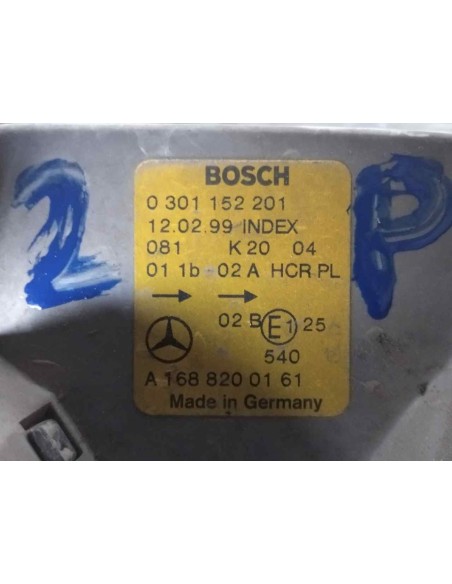 2
P
BOSCH
0 301 152 201
12.02.99 INDEX
081 K 20 04
01 1b 02 A HCR PL
02 B E1 25
540
A 168 820 01 61
Made in Germany